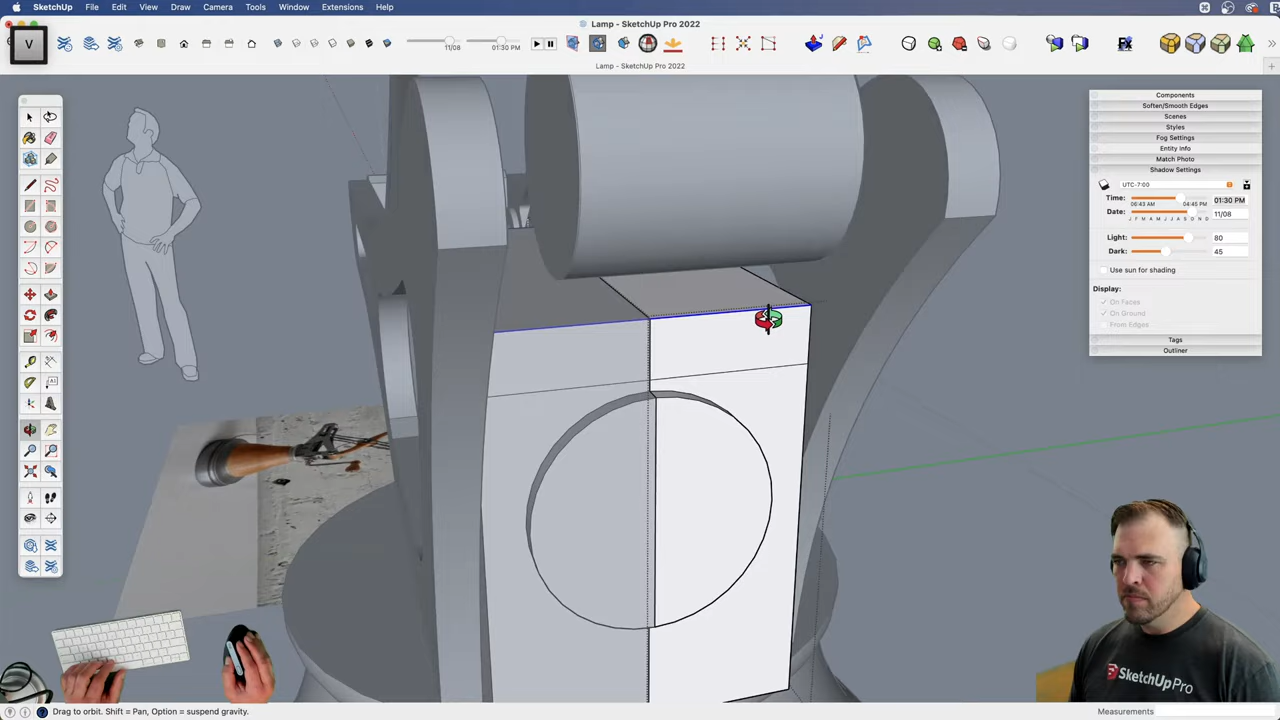 SketchUp File Edit View Camera Draw Tools Window Extensions Help
Lamp - SketchUp Pro 2022
V
11/08
01:30 PM
Lamp - SketchUp Pro 2022
Components
Soften/Smooth Edges
Scenes
Styles
Fog Settings
Entity Info
Match Photo
Shadow Settings
UTC-7:00
Time: 06:43 AM 04:45 PM 01:30 PM
Date: J F M A M J J A S O N D 11/08
Light: 80
Dark: 45
Use sun for shading
Display:
On Faces
On Ground
From Edges
Tags
Outliner
SketchUp Pro
Drag to orbit. Shift = Pan, Option = suspend gravity.
Measurements